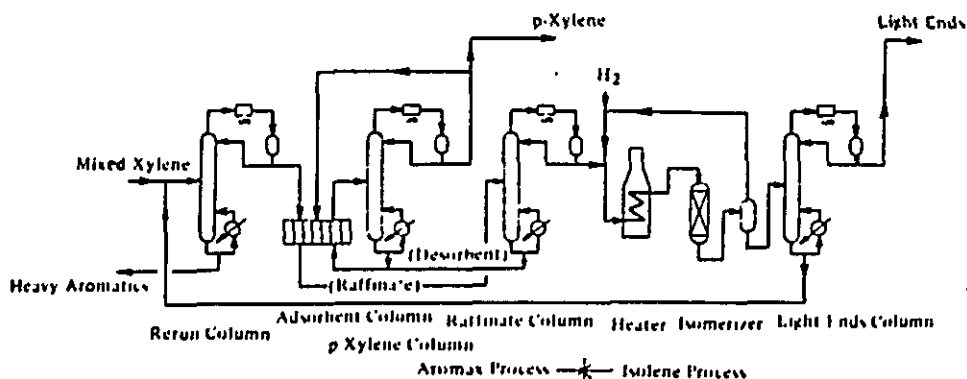 p-Xylene
Light Ends
H2
Mixed Xylene
(Desorbent)
(Raffinate)
Heavy Aromatics
Rerun Column
Adsorbent Column
Raffinate Column
Heater
Isomerizer
Light Ends Column
p Xylene Column
Aromax Process
Isolene Process